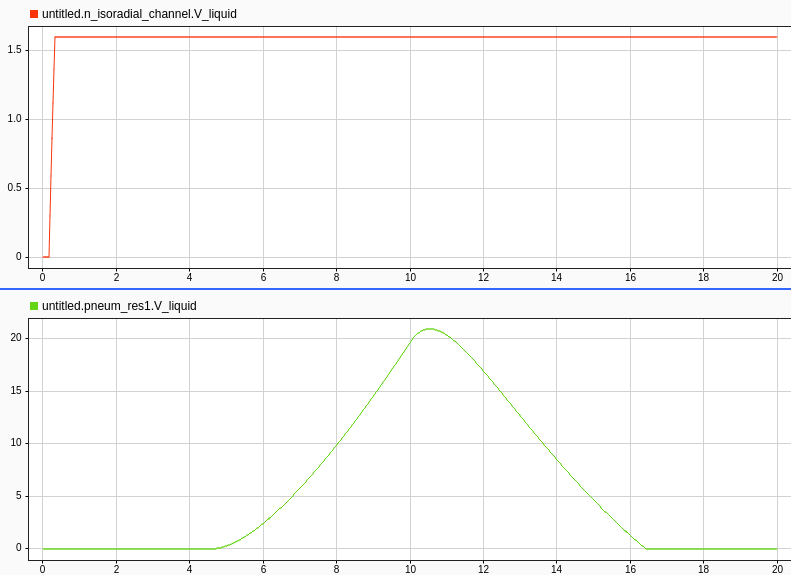 untitled.n_isoradial_channel.V_liquid
1.5
1.0
0.5
0
0 2 4 6 8 10 12 14 16 18 20
untitled.pneum_res1.V_liquid
20
15
10
5
0
0 2 4 6 8 10 12 14 16 18 20